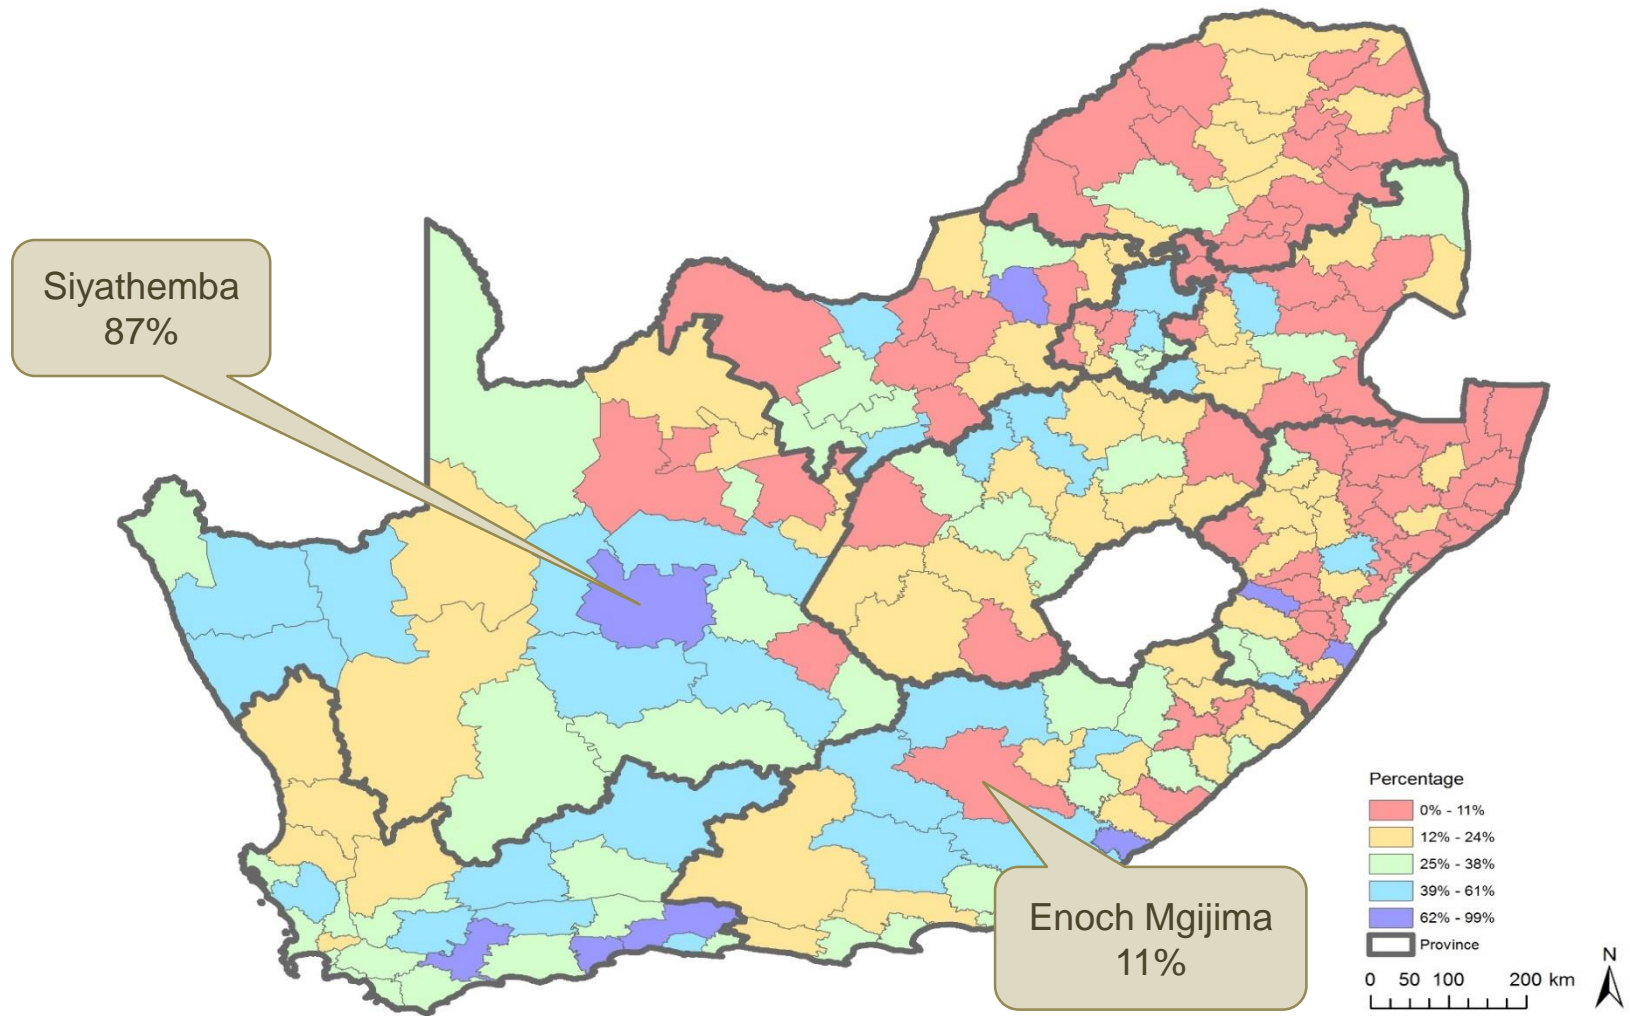 Siyathemba
87%
Enoch Mgijima
11%
Percentage
0% - 11%
12% - 24%
25% - 38%
39% - 61%
62% - 99%
Province
0 50 100 200 km
N